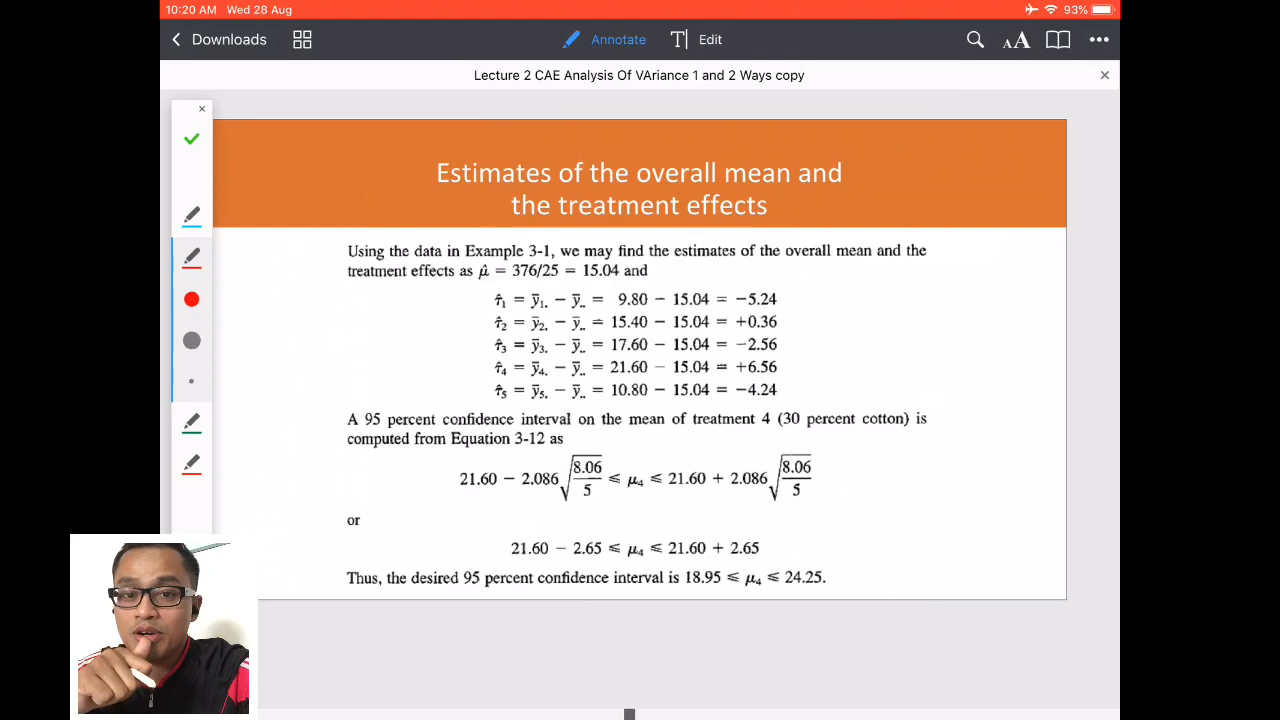 10:20 AM Wed 28 Aug
93%
Downloads
Annotate
Edit
AA
Lecture 2 CAE Analysis Of VAriance 1 and 2 Ways copy
Estimates of the overall mean and
the treatment effects
Using the data in Example 3-1, we may find the estimates of the overall mean and the
treatment effects as μ̂ = 376/25 = 15.04 and
τ̂₁ = ȳ₁. − ȳ.. = 9.80 − 15.04 = −5.24
τ̂₂ = ȳ₂. − ȳ.. = 15.40 − 15.04 = +0.36
τ̂₃ = ȳ₃. − ȳ.. = 17.60 − 15.04 = −2.56
τ̂₄ = ȳ₄. − ȳ.. = 21.60 − 15.04 = +6.56
τ̂₅ = ȳ₅. − ȳ.. = 10.80 − 15.04 = −4.24
A 95 percent confidence interval on the mean of treatment 4 (30 percent cotton) is
computed from Equation 3-12 as
21.60 − 2.086 √(8.06/5) ≤ μ₄ ≤ 21.60 + 2.086 √(8.06/5)
or
21.60 − 2.65 ≤ μ₄ ≤ 21.60 + 2.65
Thus, the desired 95 percent confidence interval is 18.95 ≤ μ₄ ≤ 24.25.